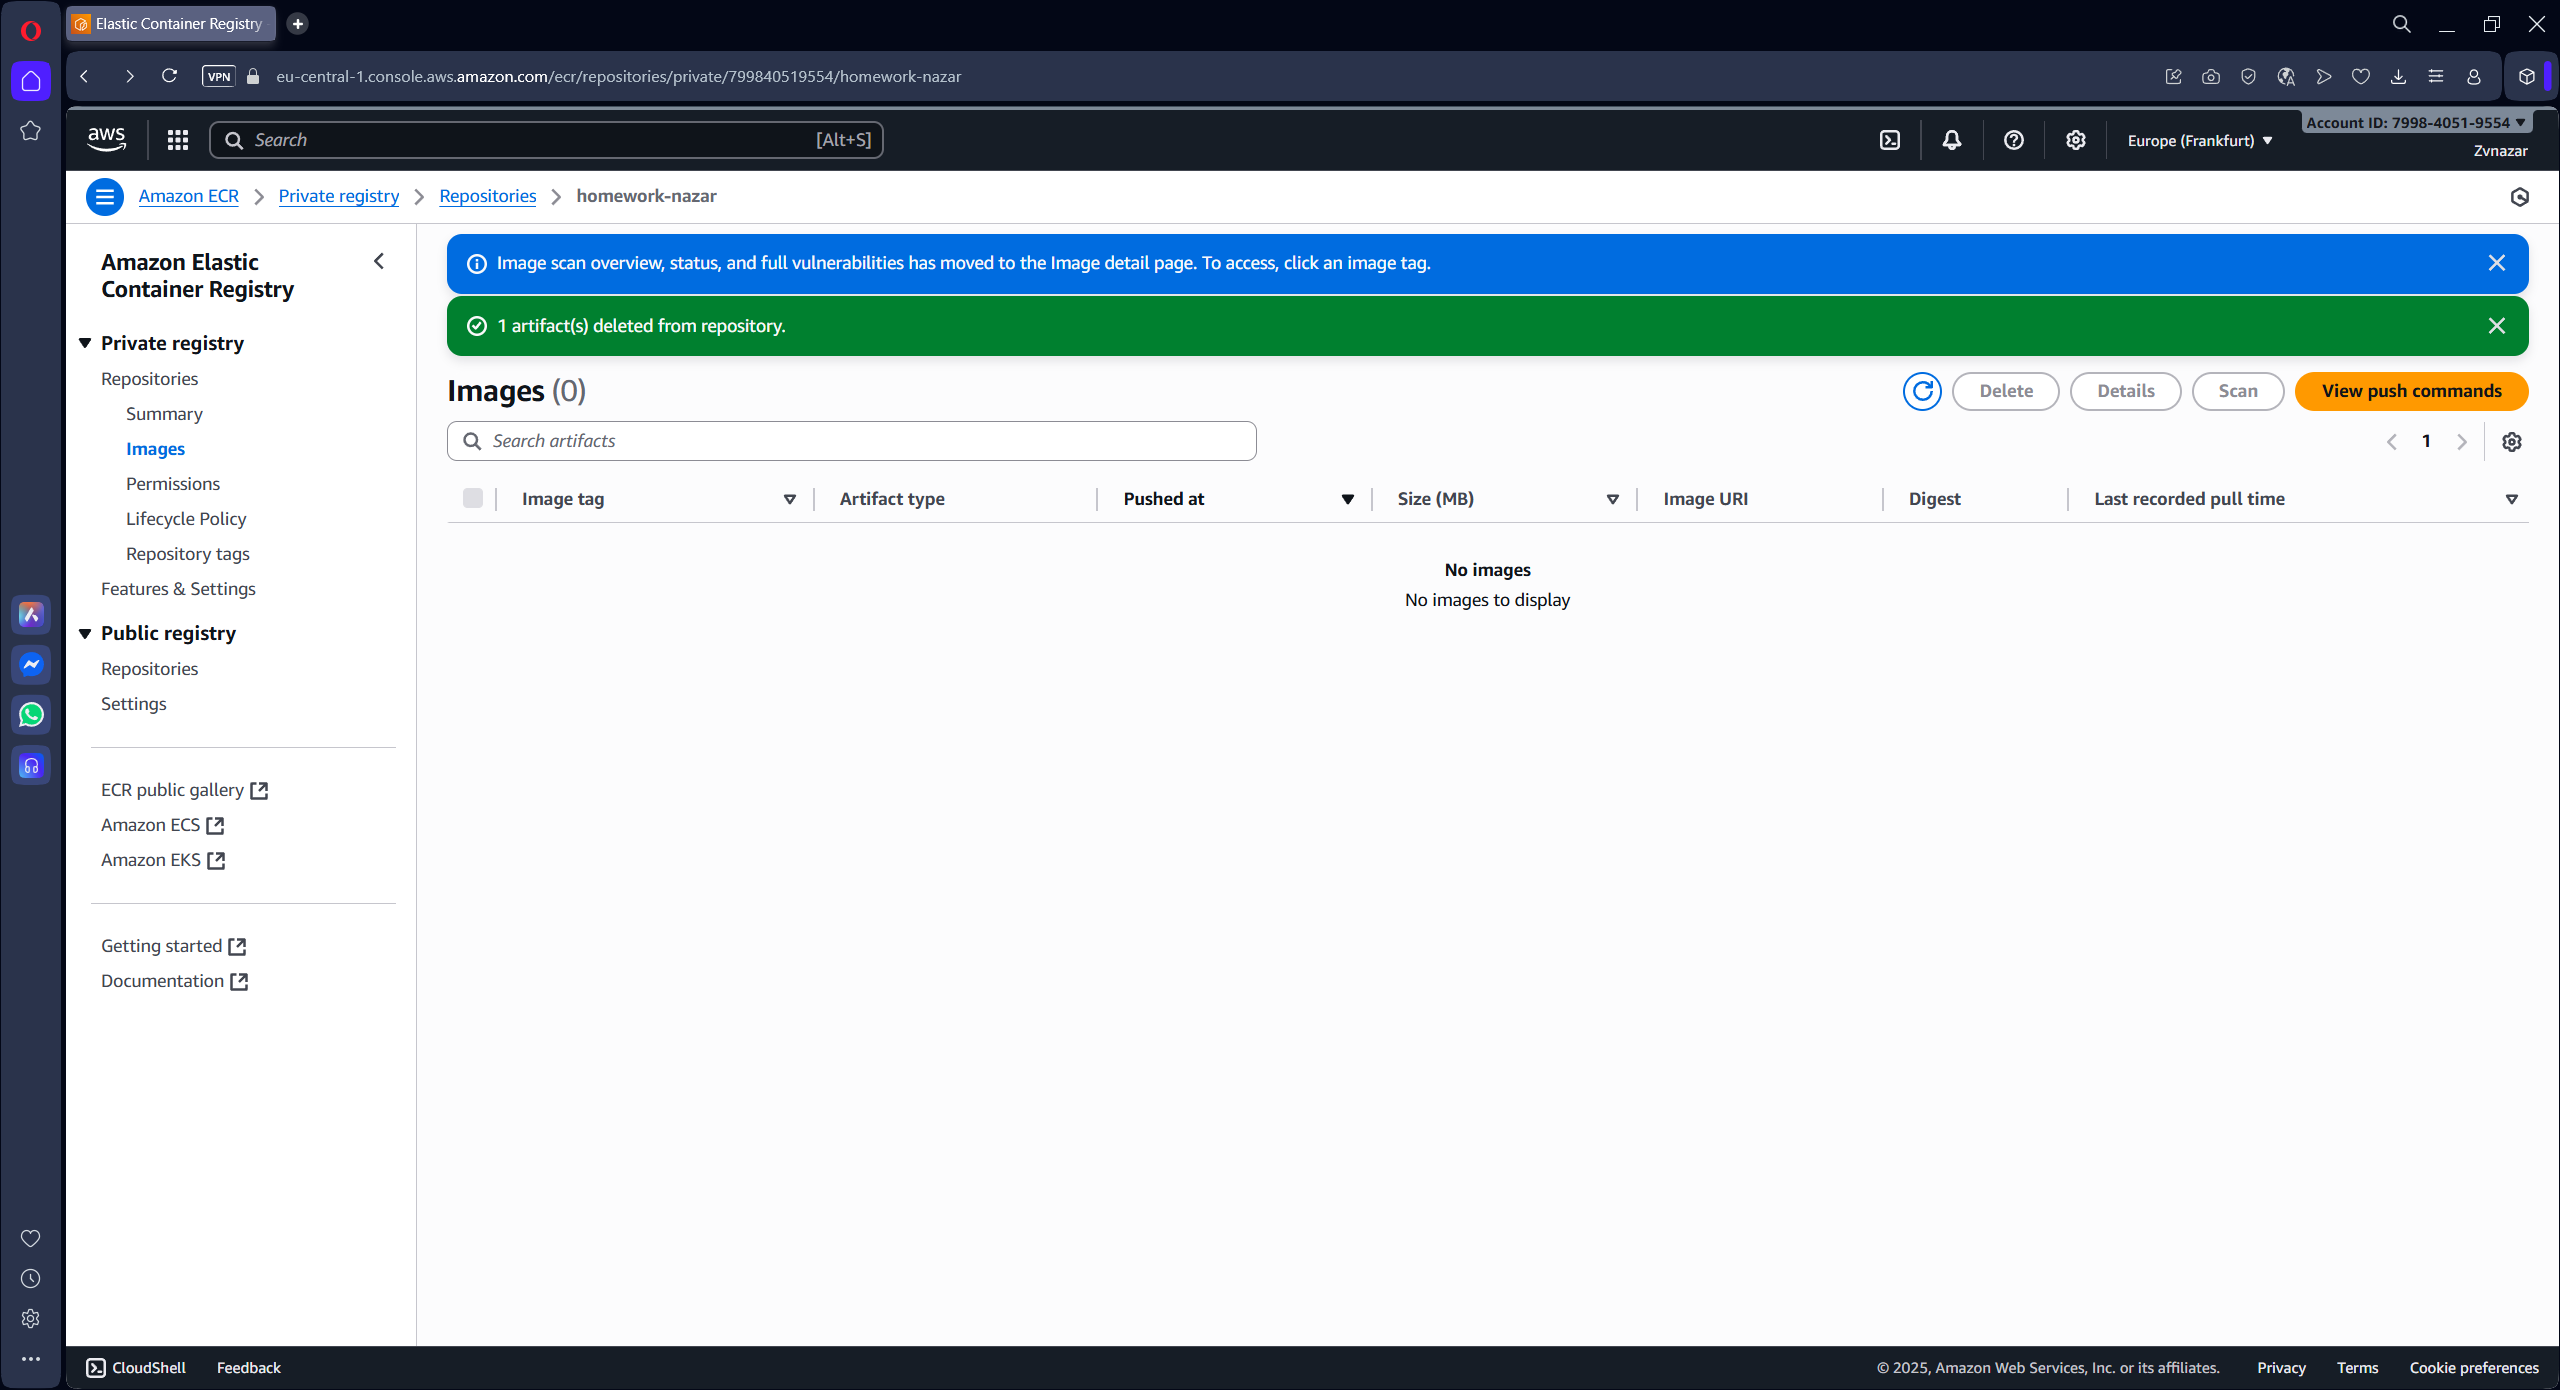 Elastic Container Registry
VPN
eu-central-1.console.aws.amazon.com/ecr/repositories/private/799840519554/homework-nazar
aws
Search
[Alt+S]
Europe (Frankfurt)
Account ID: 7998-4051-9554
Zvnazar
Amazon ECR
Private registry
Repositories
homework-nazar
Amazon Elastic
Container Registry
Private registry
Repositories
Summary
Images
Permissions
Lifecycle Policy
Repository tags
Features & Settings
Public registry
Repositories
Settings
ECR public gallery
Amazon ECS
Amazon EKS
Getting started
Documentation
Image scan overview, status, and full vulnerabilities has moved to the Image detail page. To access, click an image tag.
1 artifact(s) deleted from repository.
Images (0)
Delete
Details
Scan
View push commands
Search artifacts
1
Image tag
Artifact type
Pushed at
Size (MB)
Image URI
Digest
Last recorded pull time
No images
No images to display
CloudShell
Feedback
© 2025, Amazon Web Services, Inc. or its affiliates.
Privacy
Terms
Cookie preferences